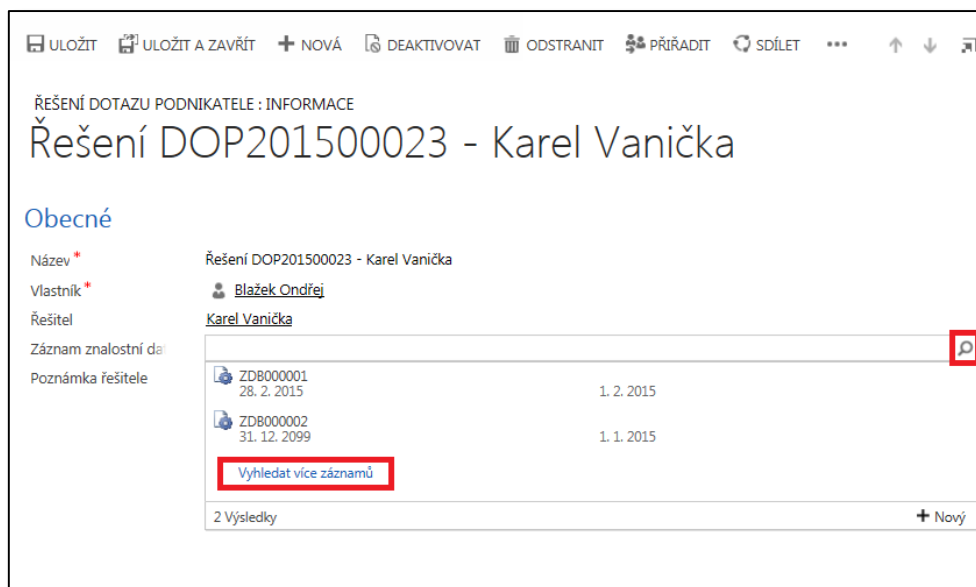 ULOŽIT ULOŽIT A ZAVŘÍT NOVÁ DEAKTIVOVAT ODSTRANIT PŘIŘADIT SDÍLET •••
ŘEŠENÍ DOTAZU PODNIKATELE : INFORMACE
Řešení DOP201500023 - Karel Vanička
Obecné
Název * Řešení DOP201500023 - Karel Vanička
Vlastník * Blažek Ondřej
Řešitel Karel Vanička
Záznam znalostní da
Poznámka řešitele
ZDB000001
28. 2. 2015 1. 2. 2015
ZDB000002
31. 12. 2099 1. 1. 2015
Vyhledat více záznamů
2 Výsledky + Nový